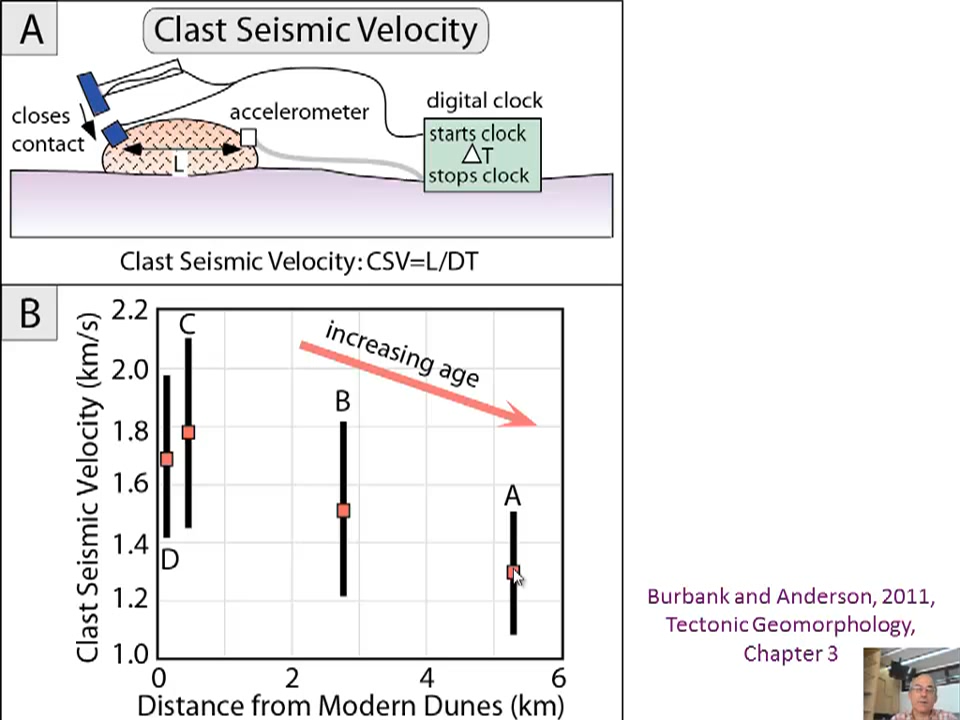 A
Clast Seismic Velocity
closes
contact
accelerometer
digital clock
starts clock
△T
stops clock
L
Clast Seismic Velocity: CSV=L/DT
B
Clast Seismic Velocity (km/s)
2.2
2.0
1.8
1.6
1.4
1.2
1.0
C
D
B
A
increasing age
0
2
4
6
Distance from Modern Dunes (km)
Burbank and Anderson, 2011,
Tectonic Geomorphology,
Chapter 3